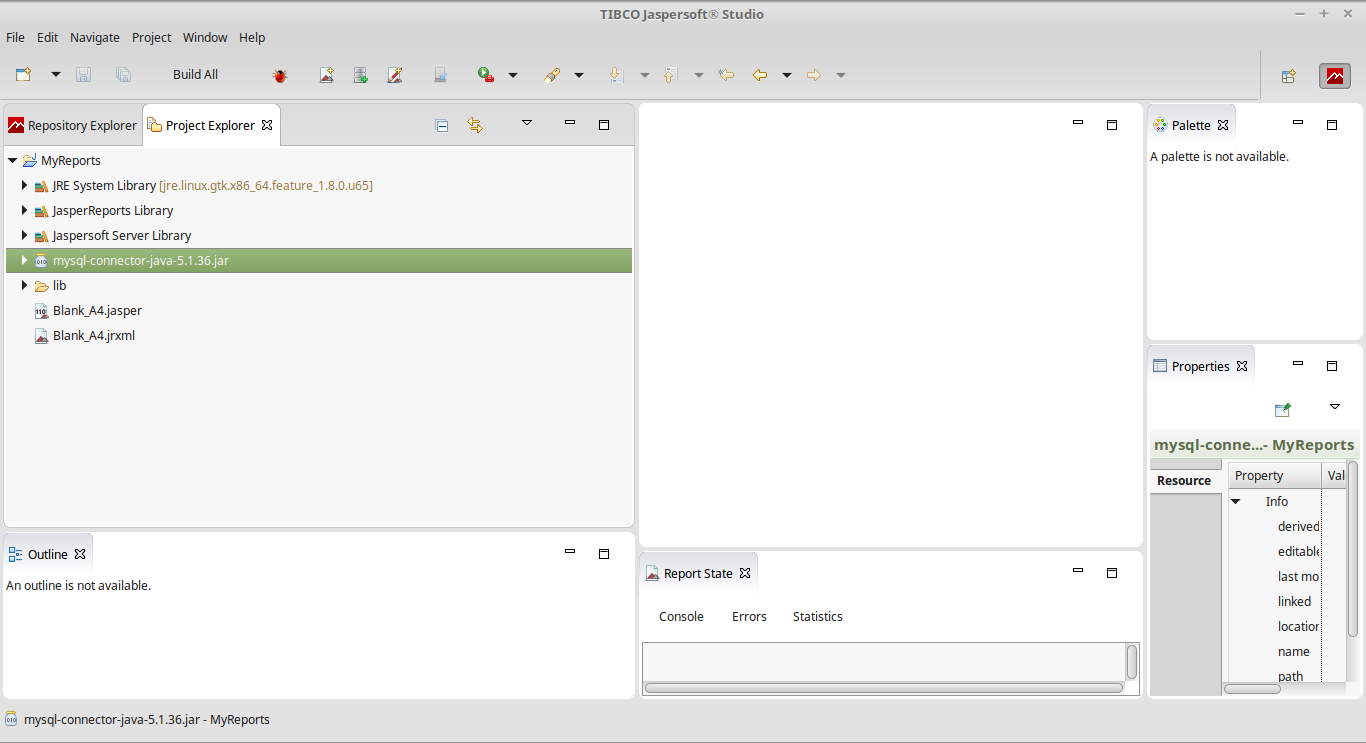 TIBCO Jaspersoft® Studio
File Edit Navigate Project Window Help
Build All
Repository Explorer Project Explorer
MyReports
JRE System Library [jre.linux.gtk.x86_64.feature_1.8.0.u65]
JasperReports Library
Jaspersoft Server Library
mysql-connector-java-5.1.36.jar
lib
Blank_A4.jasper
Blank_A4.jrxml
Outline
An outline is not available.
Report State
Console Errors Statistics
Palette
A palette is not available.
Properties
mysql-conne...- MyReports
Resource
Property Val
Info
derived
editable
last mo
linked
location
name
path
mysql-connector-java-5.1.36.jar - MyReports